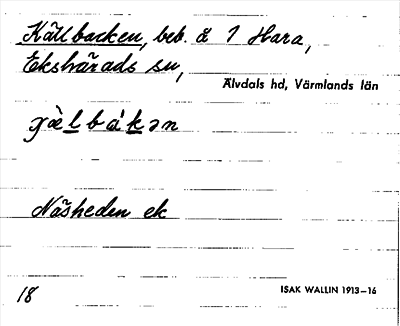 Källbacken, beb. å 1 Hara,
Ekshärads sn,
Älvdals hd, Värmlands län
Näsheden ek
18
ISAK WALLIN 1913–16